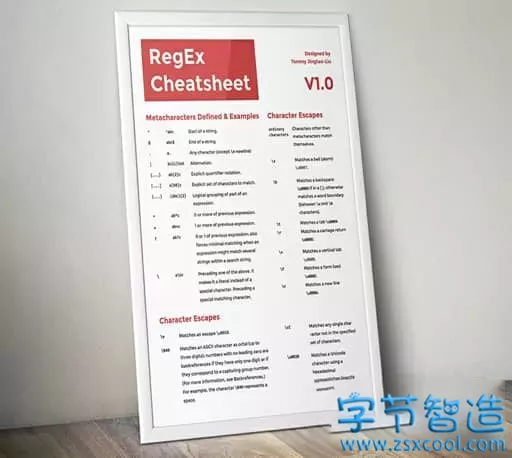 RegEx
Cheatsheet
Designed by
Tommy Jinglan-Liu
V1.0
Metacharacters Defined & Examples
^ ^abc Start of a string.
$ abc$ End of a string.
. a. Any character (except \n newline)
| bill|ted Alternation.
{...} ab{2}c Explicit quantifier notation.
[...] a[bB]c Explicit set of characters to match.
(...) (abc){2} Logical grouping of part of an
expression.
* ab*c 0 or more of previous expression.
+ ab+c 1 or more of previous expression.
? ab?c 0 or 1 of previous expression; also
forces minimal matching when an
expression might match several
strings within a search string.
\ a\sc Preceding one of the above, it
makes it a literal instead of a
special character. Preceding a
special matching character,
Character Escapes
ordinary
characters
Characters other than
metacharacters match
themselves.
\a Matches a bell (alarm)
\u0007.
\b Matches a backspace
\u0008 if in a []; otherwise
matches a word boundary
(between \w and \W
characters).
\t Matches a tab \u0009.
\r Matches a carriage return
\u000D.
\v Matches a vertical tab
\u000B.
\f Matches a form feed
\u000C.
\n Matches a new line
\u000A.
Character Escapes
\e Matches an escape \u001B.
\040 Matches an ASCII character as octal (up to
three digits); numbers with no leading zero are
backreferences if they have only one digit or if
they correspond to a capturing group number.
(For more information, see Backreferences.)
For example, the character \040 represents a
space.
Matches any single char
acter not in the specified
set of characters.
\u0020 Matches a Unicode
character using a
hexadecimal
字节智造
www.zsxcool.com